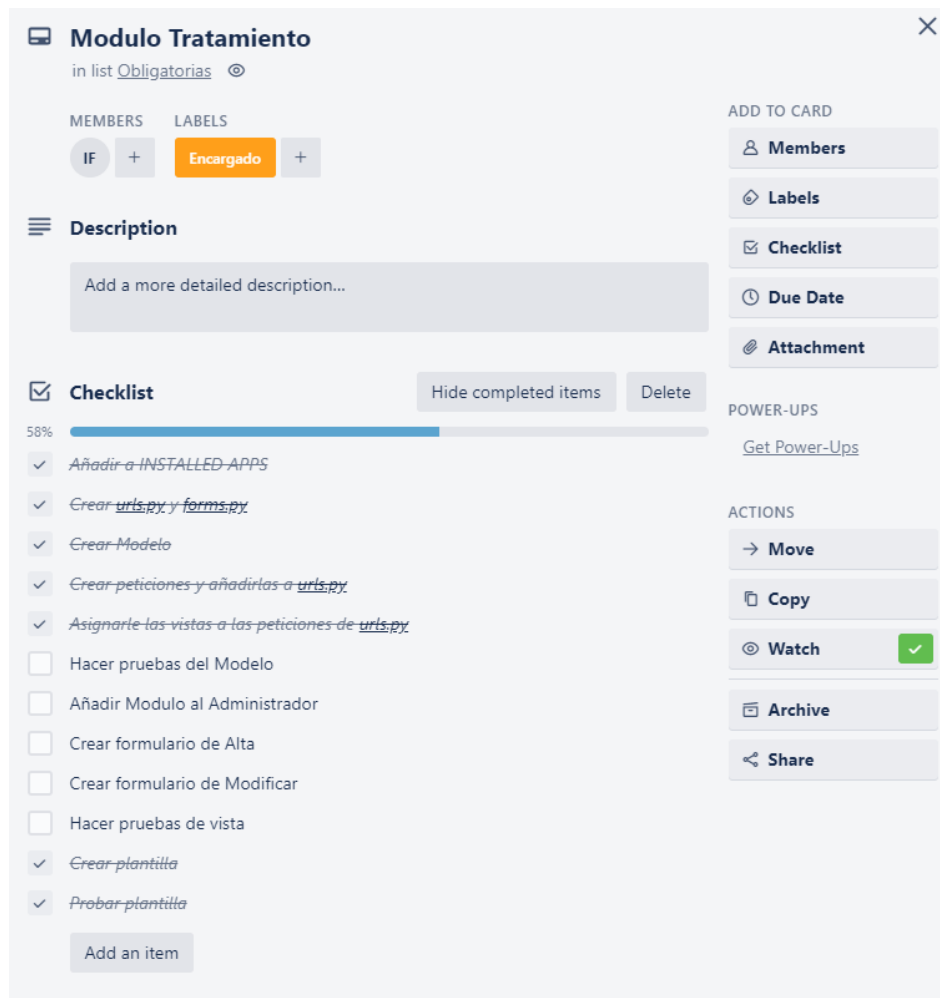 Modulo Tratamiento
in list Obligatorias
MEMBERS
LABELS
IF
+
Encargado
+
Description
Add a more detailed description...
Checklist
Hide completed items
Delete
58%
Añadir a INSTALLED APPS
Crear urls.py y forms.py
Crear Modelo
Crear peticiones y añadirlas a urls.py
Asignarle las vistas a las peticiones de urls.py
Hacer pruebas del Modelo
Añadir Modulo al Administrador
Crear formulario de Alta
Crear formulario de Modificar
Hacer pruebas de vista
Crear plantilla
Probar plantilla
Add an item
ADD TO CARD
Members
Labels
Checklist
Due Date
Attachment
POWER-UPS
Get Power-Ups
ACTIONS
Move
Copy
Watch
Archive
Share